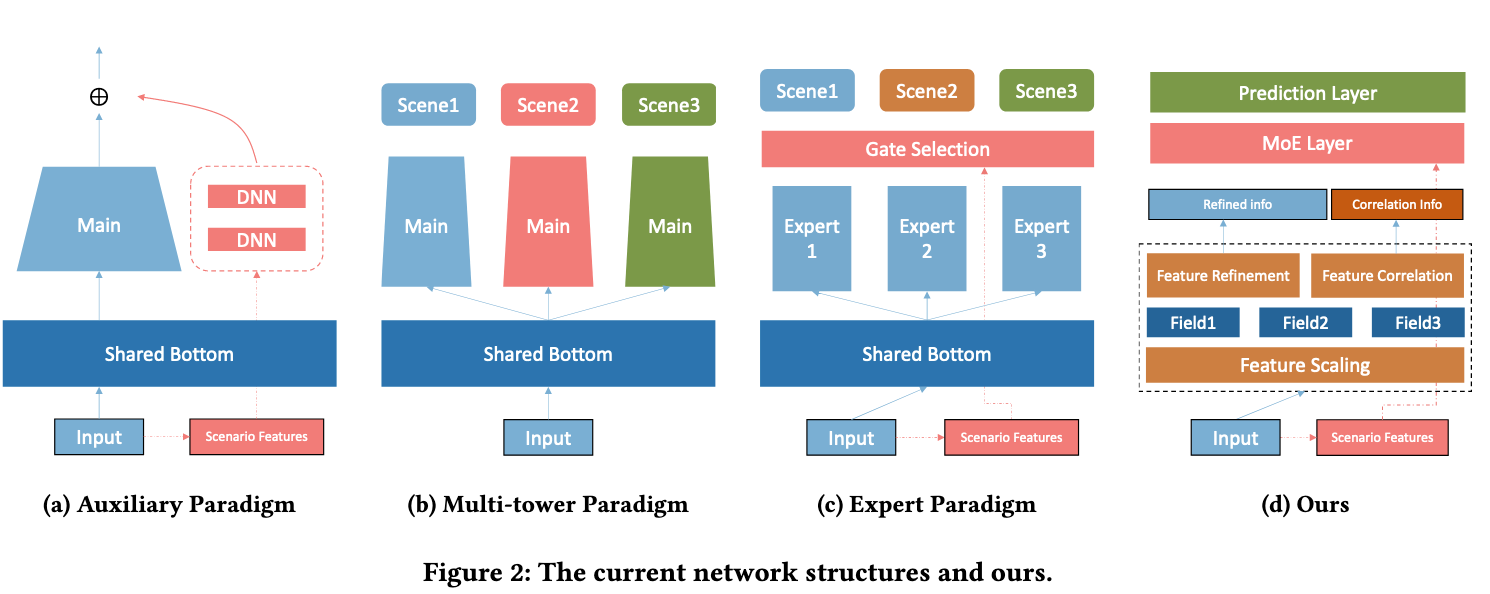 Main
DNN
DNN
Shared Bottom
Input
Scenario Features
(a) Auxiliary Paradigm
Scene1
Scene2
Scene3
Main
Main
Main
Shared Bottom
Input
(b) Multi-tower Paradigm
Scene1
Scene2
Scene3
Gate Selection
Expert
1
Expert
2
Expert
3
Shared Bottom
Input
Scenario Features
(c) Expert Paradigm
Prediction Layer
MoE Layer
Refined info
Correlation Info
Feature Refinement
Feature Correlation
Field1
Field2
Field3
Feature Scaling
Input
Scenario Features
(d) Ours
Figure 2: The current network structures and ours.